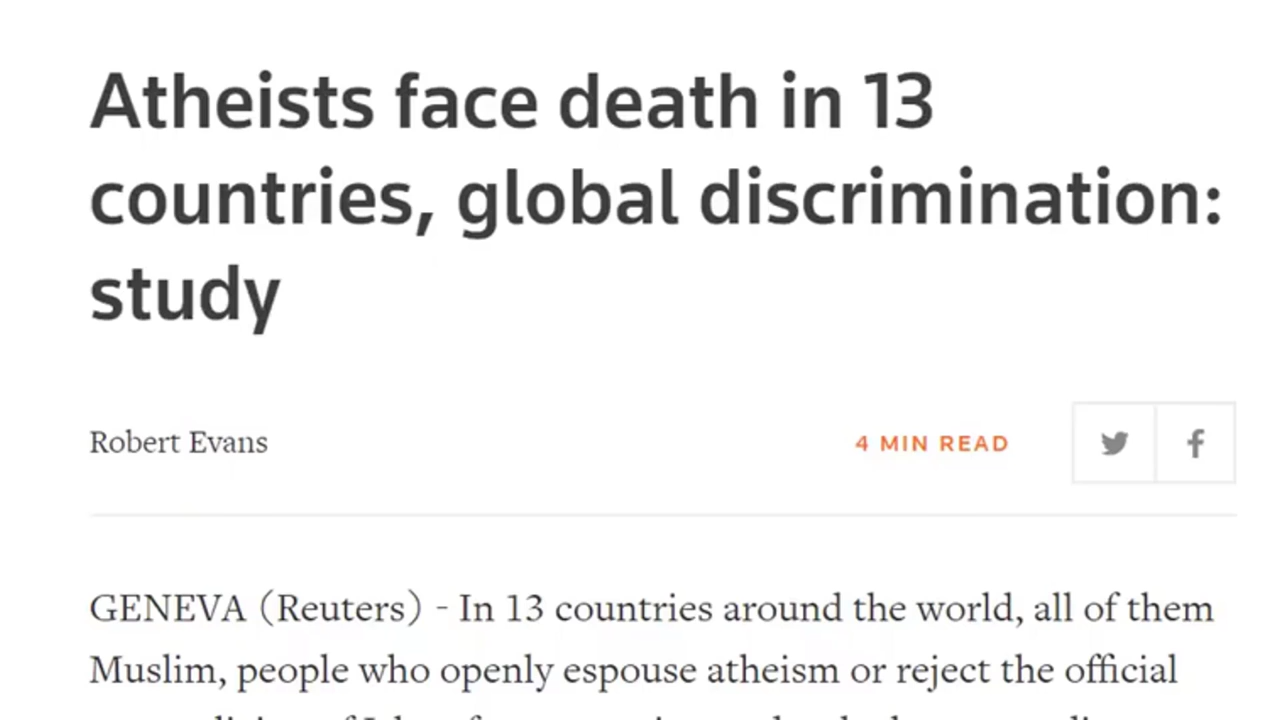 Atheists face death in 13
countries, global discrimination:
study
Robert Evans
4 MIN READ
GENEVA (Reuters) - In 13 countries around the world, all of them
Muslim, people who openly espouse atheism or reject the official